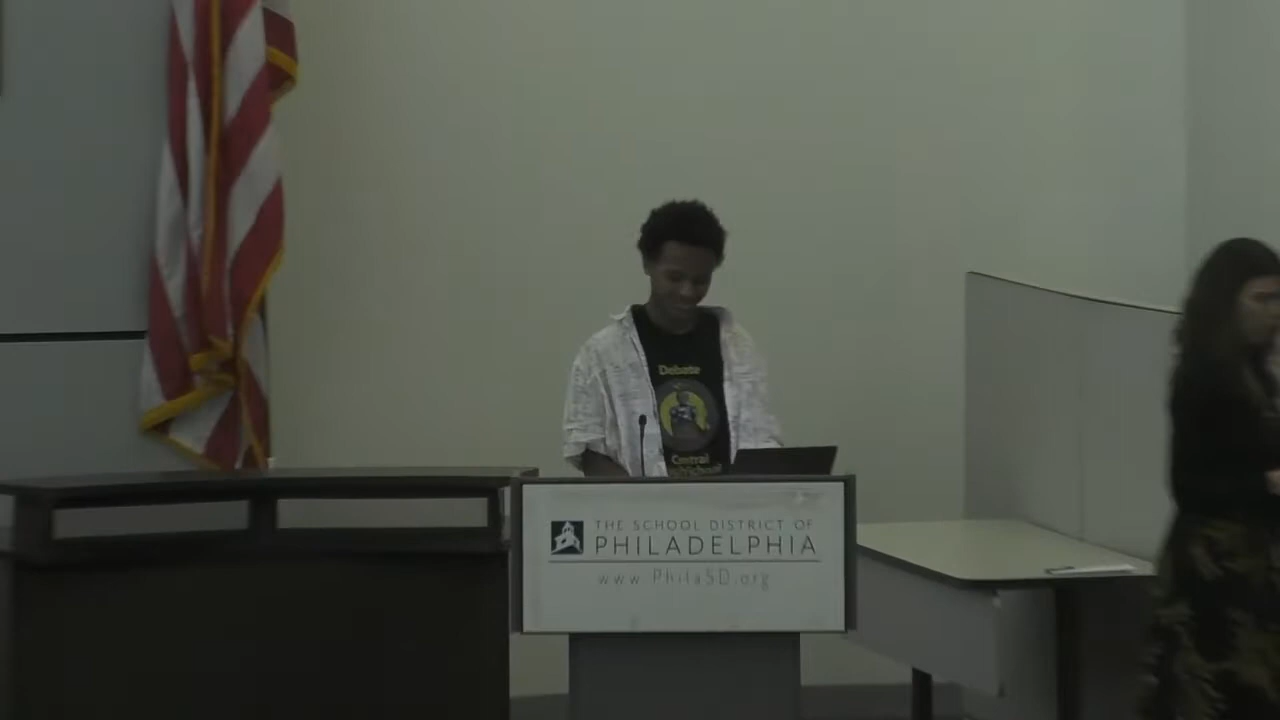 Debate
Central
THE SCHOOL DISTRICT OF
PHILADELPHIA
www.PhilaSD.org